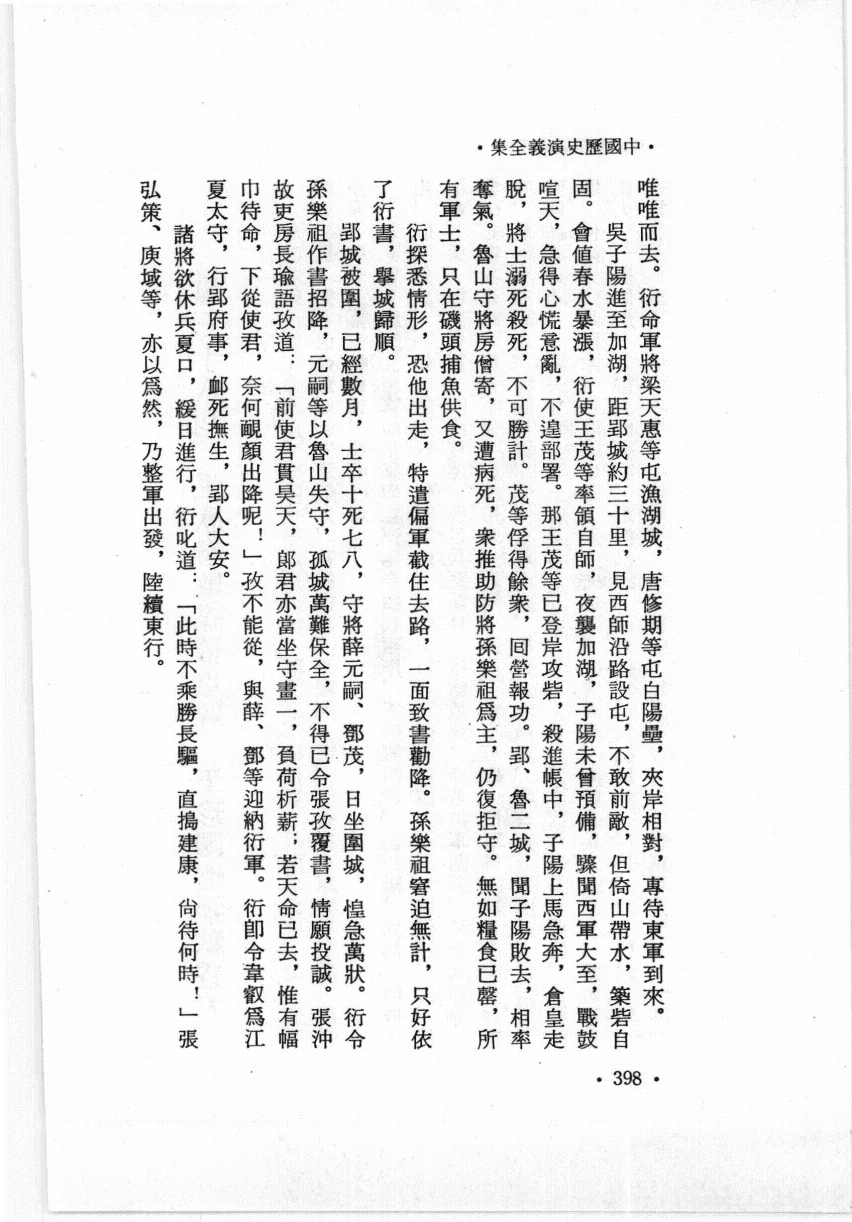 ·中國歷史演義全集·
唯唯而去。衍命軍將梁天惠等屯漁湖城，唐修期等屯白陽壘，夾岸相對，專待東軍到來。
吳子陽進至加湖，距郢城約三十里，見西師沿路設屯，不敢前敵，但倚山帶水，築砦自
固。會值春水暴漲，衍使王茂等率領自師，夜襲加湖，子陽未曾預備，驟聞西軍大至，戰鼓
喧天，急得心慌意亂，不遑部署。那王茂等已登岸攻砦，殺進帳中，子陽上馬急奔，倉皇走
脫，將士溺死殺死，不可勝計。茂等俘得餘衆，回營報功。郢、魯二城，聞子陽敗去，相率
奪氣。魯山守將房僧寄，又遭病死，衆推助防將孫樂祖爲主，仍復拒守。無如糧食已罄，所
有軍士，只在磯頭捕魚供食。
衍探悉情形，恐他出走，特遣偏軍截住去路，一面致書勸降。孫樂祖窘迫無計，只好依
了衍書，舉城歸順。
郢城被圍，已經數月，士卒十死七八，守將薛元嗣、鄧茂，日坐圍城，惶急萬狀。衍令
孫樂祖作書招降，元嗣等以魯山失守，孤城萬難保全，不得已令張孜覆書，情願投誠。張沖
故吏房長瑜語孜道：「前使君貫昊天，郎君亦當坐守畫一，負荷析薪；若天命已去，惟有幅
巾待命，下從使君，奈何靦顏出降呢！」孜不能從，與薛、鄧等迎納衍軍。衍卽令韋叡爲江
夏太守，行郢府事，卹死撫生，郢人大安。
諸將欲休兵夏口，緩日進行，衍叱道：「此時不乘勝長驅，直搗建康，尙待何時！」張
弘策、庾域等，亦以爲然，乃整軍出發，陸續東行。
·398·